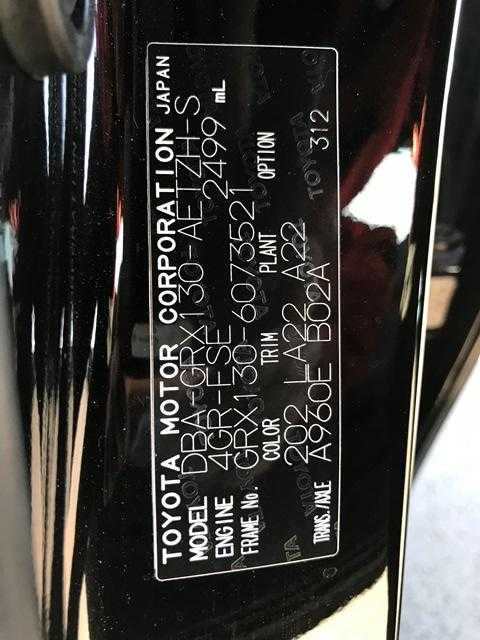 TOYOTA MOTOR CORPORATION JAPAN
MODEL DBA-GRX130-AETZH-S
ENGINE 4GR-FSE 2499 mL
FRAME No. GRX130-6073521
COLOR TRIM PLANT OPTION
202 LA22 A22
TRANS./AXLE A960E B02A 312